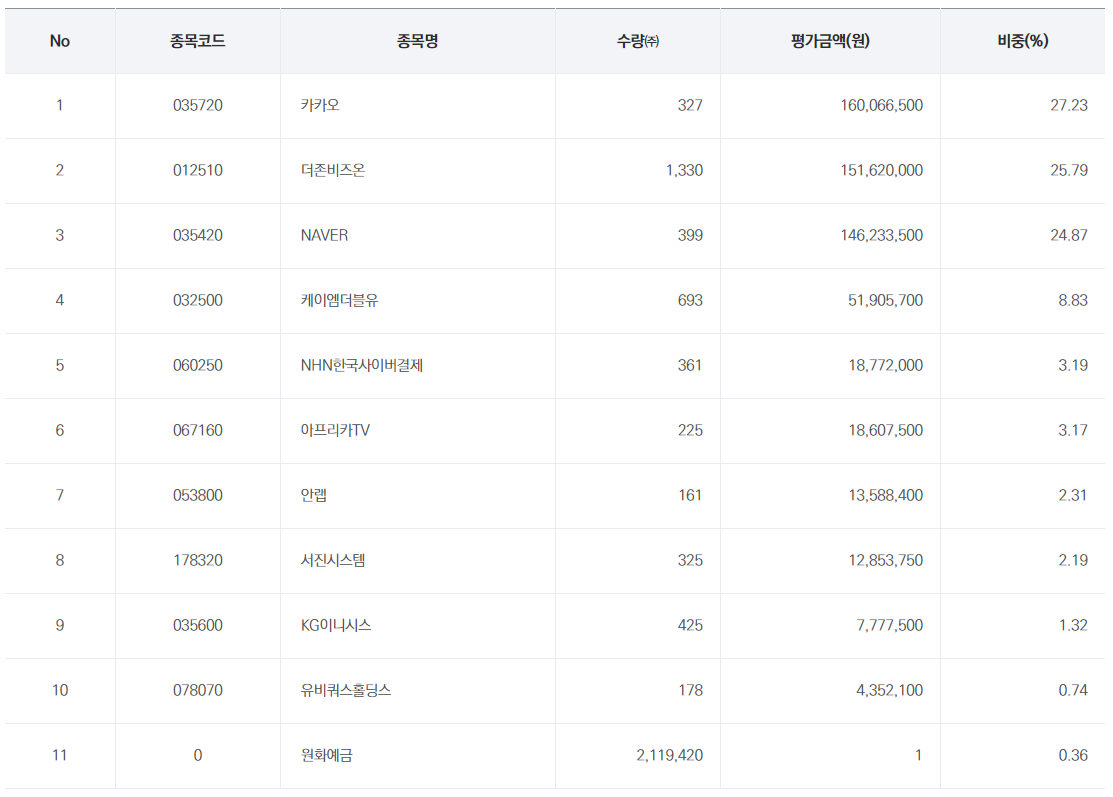 No 종목코드 종목명 수량㈜ 평가금액(원) 비중(%)
1 035720 카카오 327 160,066,500 27.23
2 012510 더존비즈온 1,330 151,620,000 25.79
3 035420 NAVER 399 146,233,500 24.87
4 032500 케이엠더블유 693 51,905,700 8.83
5 060250 NHN한국사이버결제 361 18,772,000 3.19
6 067160 아프리카TV 225 18,607,500 3.17
7 053800 안랩 161 13,588,400 2.31
8 178320 서진시스템 325 12,853,750 2.19
9 035600 KG이니시스 425 7,777,500 1.32
10 078070 유비쿼스홀딩스 178 4,352,100 0.74
11 0 원화예금 2,119,420 1 0.36